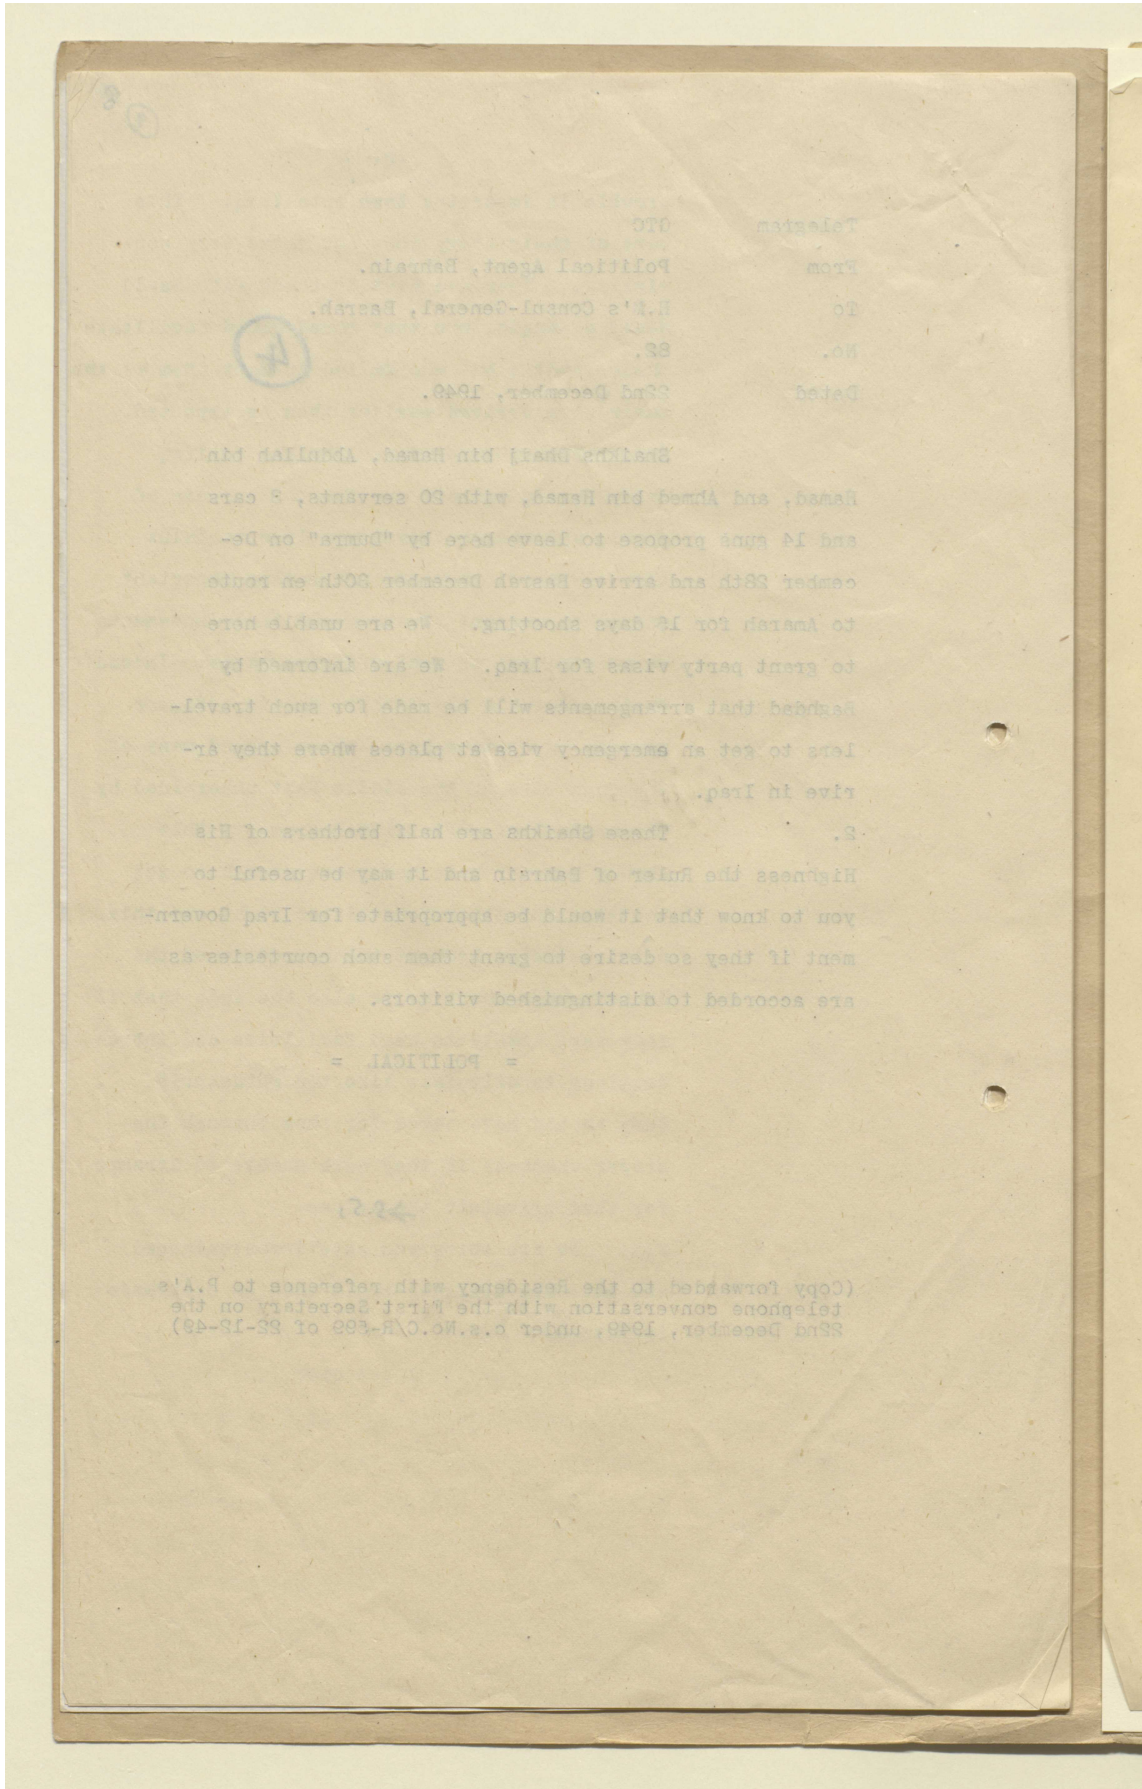 8
2
Telegram GTC
From Political Agent, Bahrain.
To H.M's Consul-General, Basrah.
No. 82.
Dated 22nd December, 1949.
4
Shaikhs Dhaij bin Hamad, Abdullah bin
Hamad, and Ahmed bin Hamad, with 20 servants, cars
and 14 guns propose to leave here by "Dumra" on De-
cember 28th and arrive Basrah December 30th en route
to Amarah for 15 days shooting. We are unable here
to grant party visas for Iraq. We are informed by
Baghdad that arrangements will be made for such travel-
lers to get an emergency visa at places where they ar-
rive in Iraq.
2. These Shaikhs are half brothers of His
Highness the Ruler of Bahrain and it may be useful to
you to know that it would be appropriate for Iraq Govern-
ment if they so desire to grant them such courtesies as
are accorded to distinguished visitors.
= POLITICAL =
(Copy forwarded to the Residency with reference to P.A's
telephone conversation with the First Secretary on the
22nd December, 1949, under c.s.No.C/R-599 of 22-12-49)